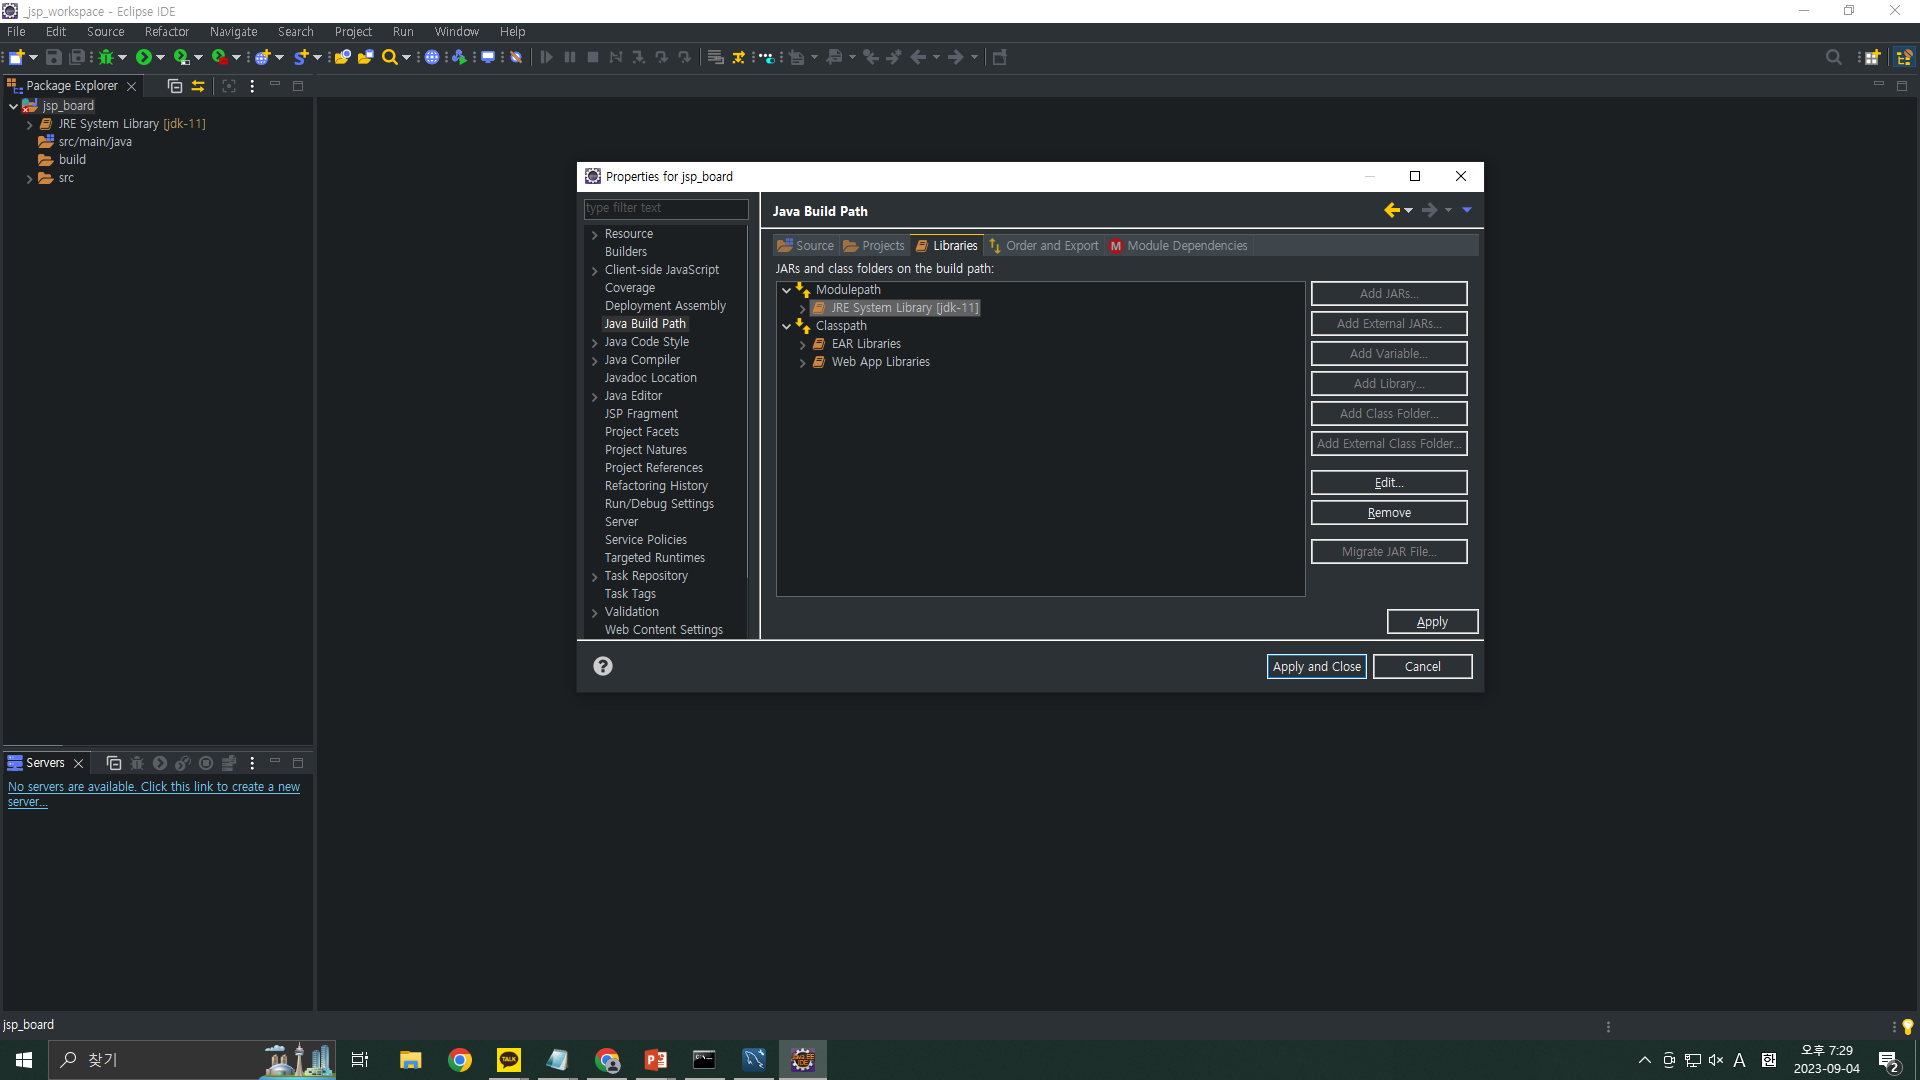 _jsp_workspace - Eclipse IDE
File Edit Source Refactor Navigate Search Project Run Window Help
Package Explorer
jsp_board
JRE System Library [jdk-11]
src/main/java
build
src
Properties for jsp_board
type filter text
Resource
Builders
Client-side JavaScript
Coverage
Deployment Assembly
Java Build Path
Java Code Style
Java Compiler
Javadoc Location
Java Editor
JSP Fragment
Project Facets
Project Natures
Project References
Refactoring History
Run/Debug Settings
Server
Service Policies
Targeted Runtimes
Task Repository
Task Tags
Validation
Web Content Settings
Java Build Path
Source Projects Libraries Order and Export M Module Dependencies
JARs and class folders on the build path:
Modulepath
JRE System Library [jdk-11]
Classpath
EAR Libraries
Web App Libraries
Add JARs...
Add External JARs...
Add Variable...
Add Library...
Add Class Folder...
Add External Class Folder...
Edit...
Remove
Migrate JAR File...
Apply
Apply and Close
Cancel
Servers
No servers are available. Click this link to create a new
server...
jsp_board
찾기
TALK
A
오후 7:29
2023-09-04
2